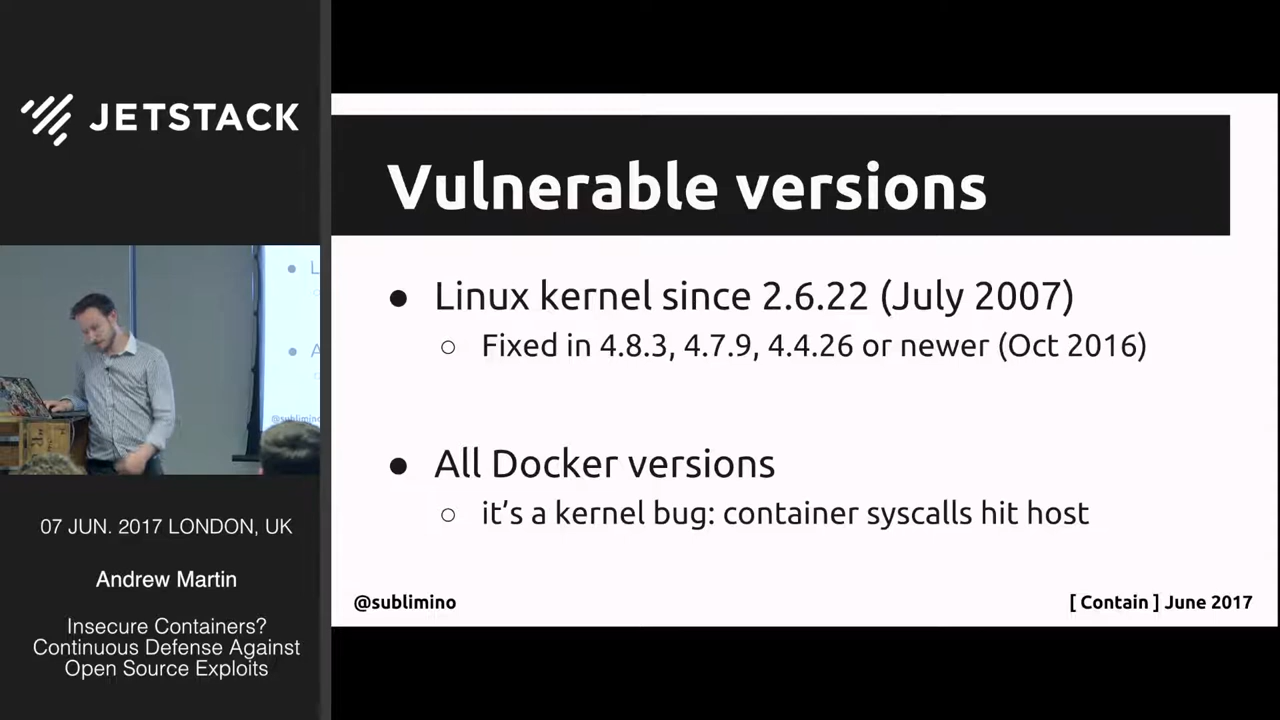 JETSTACK
07 JUN. 2017 LONDON, UK
Andrew Martin
Insecure Containers?
Continuous Defense Against
Open Source Exploits
Vulnerable versions
● Linux kernel since 2.6.22 (July 2007)
○ Fixed in 4.8.3, 4.7.9, 4.4.26 or newer (Oct 2016)
● All Docker versions
○ it's a kernel bug: container syscalls hit host
@sublimino
[ Contain ] June 2017
● L
● A
@sublimino